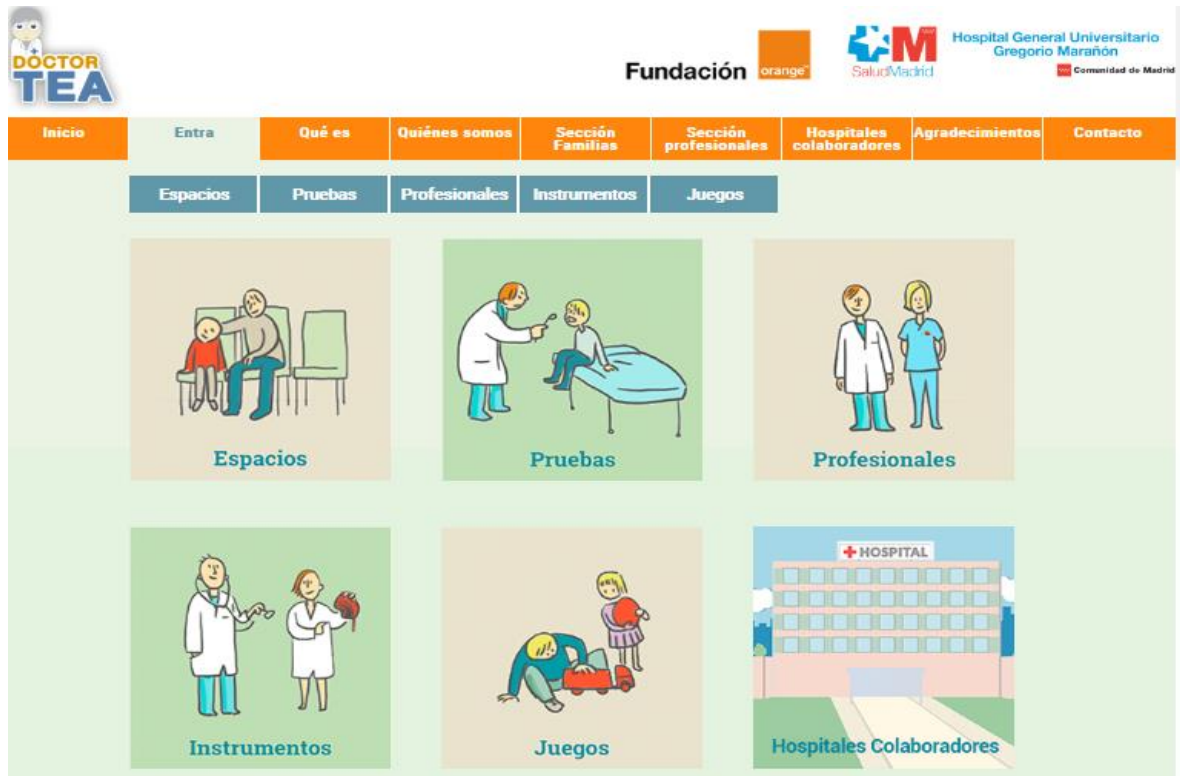 DOCTOR
TEA
Fundación orange™
SaludMadrid
Hospital General Universitario
Gregorio Marañón
Comunidad de Madrid
Inicio
Entra
Qué es
Quiénes somos
Sección
Familias
Sección
profesionales
Hospitales
colaboradores
Agradecimientos
Contacto
Espacios
Pruebas
Profesionales
Instrumentos
Juegos
Espacios
Pruebas
Profesionales
Instrumentos
Juegos
HOSPITAL
Hospitales Colaboradores